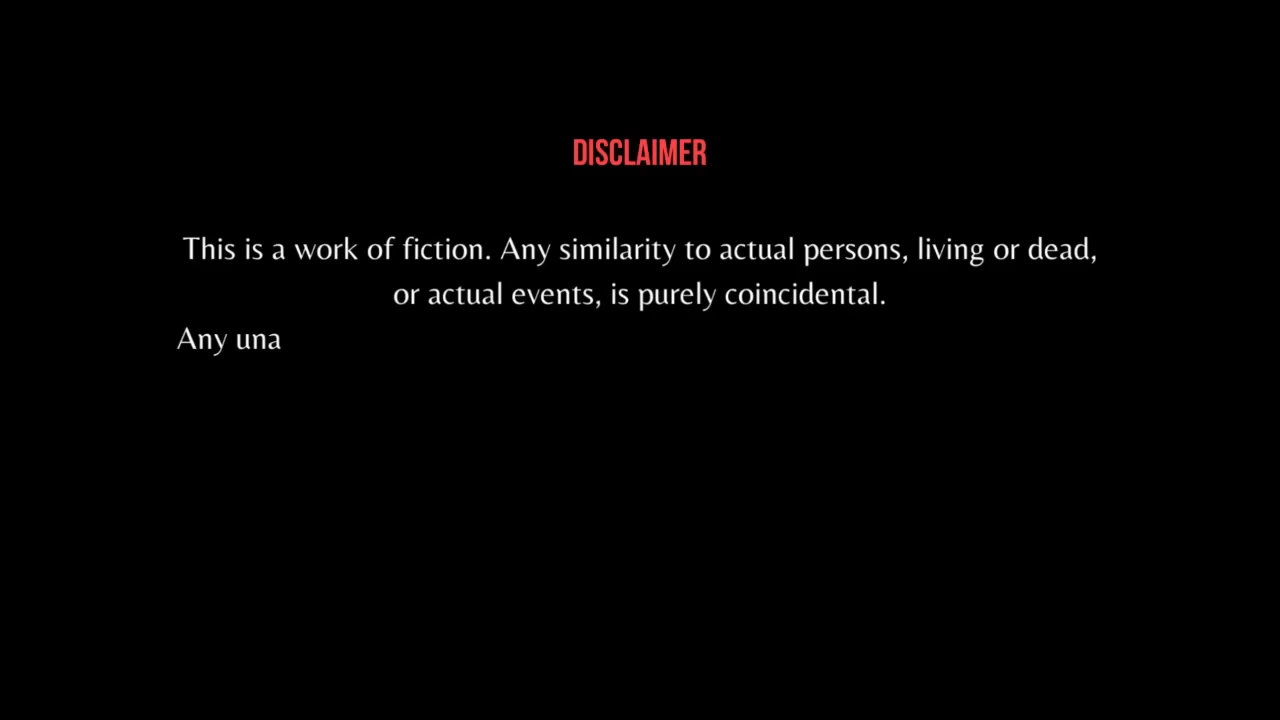 DISCLAIMER
This is a work of fiction. Any similarity to actual persons, living or dead,
or actual events, is purely coincidental.
Any una